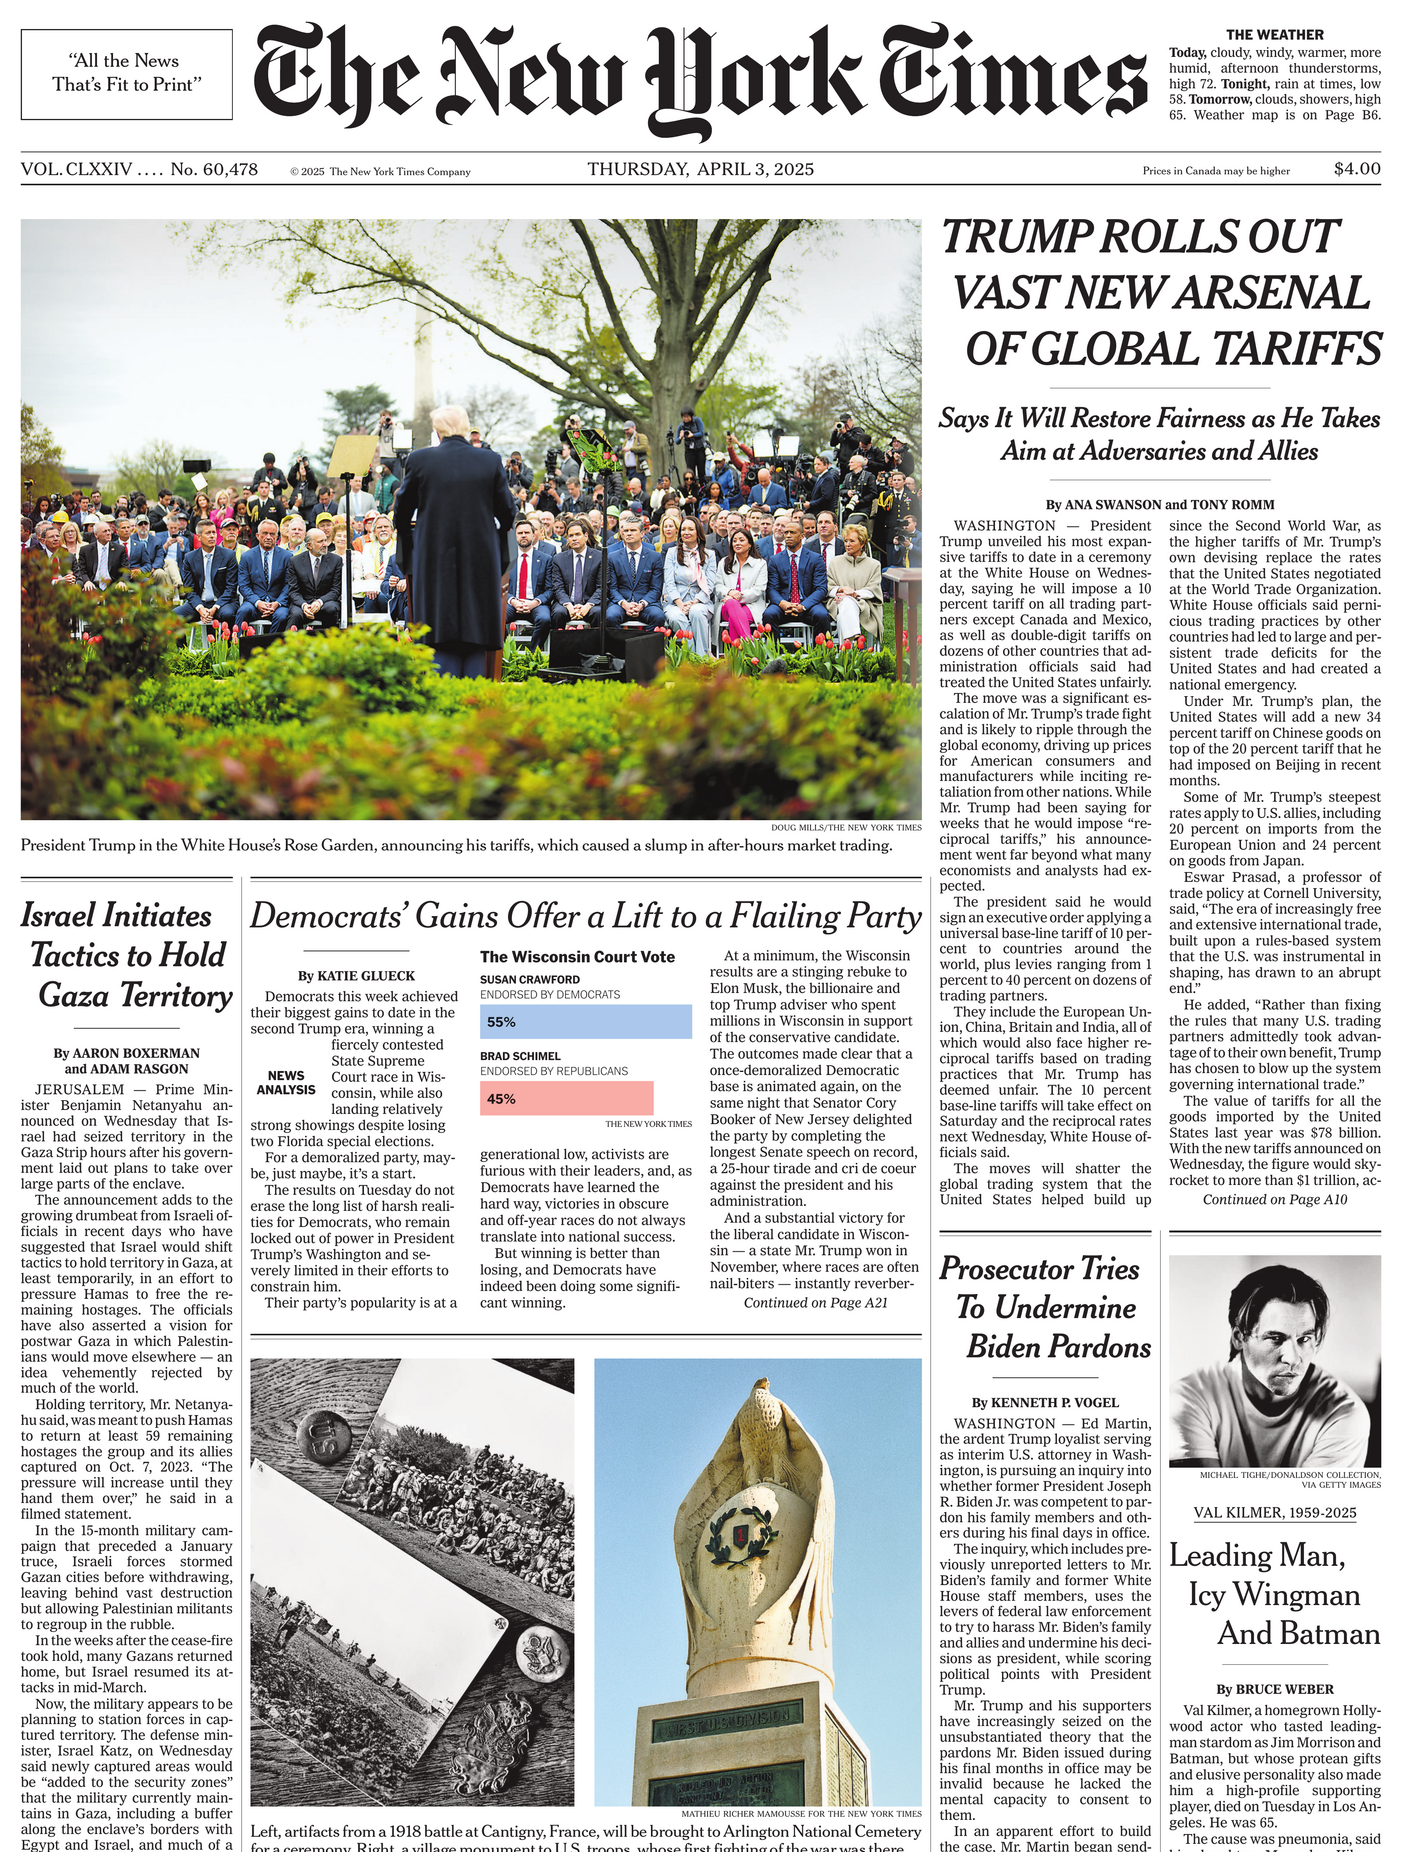 “All the News
That’s Fit to Print”
The New York Times
THE WEATHER
Today, cloudy, windy, warmer, more
humid, afternoon thunderstorms,
high 72. Tonight, rain at times, low
58. Tomorrow, clouds, showers, high
65. Weather map is on Page B6.
VOL. CLXXIV .... No. 60,478
© 2025 The New York Times Company
THURSDAY, APRIL 3, 2025
Prices in Canada may be higher
$4.00
DOUG MILLS/THE NEW YORK TIMES
President Trump in the White House’s Rose Garden, announcing his tariffs, which caused a slump in after-hours market trading.
TRUMP ROLLS OUT
VAST NEW ARSENAL
OF GLOBAL TARIFFS
Says It Will Restore Fairness as He Takes
Aim at Adversaries and Allies
By ANA SWANSON and TONY ROMM
WASHINGTON — President
Trump unveiled his most expan-
sive tariffs to date in a ceremony
at the White House on Wednes-
day, saying he will impose a 10
percent tariff on all trading part-
ners except Canada and Mexico,
as well as double-digit tariffs on
dozens of other countries that ad-
ministration officials said had
treated the United States unfairly.
The move was a significant es-
calation of Mr. Trump’s trade fight
and is likely to ripple through the
global economy, driving up prices
for American consumers and
manufacturers while inciting re-
taliation from other nations. While
Mr. Trump had been saying for
weeks that he would impose “re-
ciprocal tariffs,” his announce-
ment went far beyond what many
economists and analysts had ex-
pected.
The president said he would
sign an executive order applying a
universal base-line tariff of 10 per-
cent to countries around the
world, plus levies ranging from 1
percent to 40 percent on dozens of
trading partners.
They include the European Un-
ion, China, Britain and India, all of
which would also face higher re-
ciprocal tariffs based on trading
practices that Mr. Trump has
deemed unfair. The 10 percent
base-line tariffs will take effect on
Saturday and the reciprocal rates
next Wednesday, White House of-
ficials said.
The moves will shatter the
global trading system that the
United States helped build up
since the Second World War, as
the higher tariffs of Mr. Trump’s
own devising replace the rates
that the United States negotiated
at the World Trade Organization.
White House officials said perni-
cious trading practices by other
countries had led to large and per-
sistent trade deficits for the
United States and had created a
national emergency.
Under Mr. Trump’s plan, the
United States will add a new 34
percent tariff on Chinese goods on
top of the 20 percent tariff that he
had imposed on Beijing in recent
months.
Some of Mr. Trump’s steepest
rates apply to U.S. allies, including
20 percent on imports from the
European Union and 24 percent
on goods from Japan.
Eswar Prasad, a professor of
trade policy at Cornell University,
said, “The era of increasingly free
and extensive international trade,
built upon a rules-based system
that the U.S. was instrumental in
shaping, has drawn to an abrupt
end.”
He added, “Rather than fixing
the rules that many U.S. trading
partners admittedly took advan-
tage of to their own benefit, Trump
has chosen to blow up the system
governing international trade.”
The value of tariffs for all the
goods imported by the United
States last year was $78 billion.
With the new tariffs announced on
Wednesday, the figure would sky-
rocket to more than $1 trillion, ac-
Continued on Page A10
Israel Initiates
Tactics to Hold
Gaza Territory
By AARON BOXERMAN
and ADAM RASGON
JERUSALEM — Prime Min-
ister Benjamin Netanyahu an-
nounced on Wednesday that Is-
rael had seized territory in the
Gaza Strip hours after his govern-
ment laid out plans to take over
large parts of the enclave.
The announcement adds to the
growing drumbeat from Israeli of-
ficials in recent days who have
suggested that Israel would shift
tactics to hold territory in Gaza, at
least temporarily, in an effort to
pressure Hamas to free the re-
maining hostages. The officials
have also asserted a vision for
postwar Gaza in which Palestin-
ians would move elsewhere — an
idea vehemently rejected by
much of the world.
Holding territory, Mr. Netanya-
hu said, was meant to push Hamas
to return at least 59 remaining
hostages the group and its allies
captured on Oct. 7, 2023. “The
pressure will increase until they
hand them over,” he said in a
filmed statement.
In the 15-month military cam-
paign that preceded a January
truce, Israeli forces stormed
Gazan cities before withdrawing,
leaving behind vast destruction
but allowing Palestinian militants
to regroup in the rubble.
In the weeks after the cease-fire
took hold, many Gazans returned
home, but Israel resumed its at-
tacks in mid-March.
Now, the military appears to be
planning to station forces in cap-
tured territory. The defense min-
ister, Israel Katz, on Wednesday
said newly captured areas would
be “added to the security zones”
that the military currently main-
tains in Gaza, including a buffer
along the enclave’s borders with
Egypt and Israel, and much of a
Democrats’ Gains Offer a Lift to a Flailing Party
By KATIE GLUECK
Democrats this week achieved
their biggest gains to date in the
second Trump era, winning a
fiercely contested
State Supreme
Court race in Wis-
consin, while also
landing relatively
NEWS
ANALYSIS
strong showings despite losing
two Florida special elections.
For a demoralized party, may-
be, just maybe, it’s a start.
The results on Tuesday do not
erase the long list of harsh reali-
ties for Democrats, who remain
locked out of power in President
Trump’s Washington and se-
verely limited in their efforts to
constrain him.
Their party’s popularity is at a
The Wisconsin Court Vote
SUSAN CRAWFORD
ENDORSED BY DEMOCRATS
55%
BRAD SCHIMEL
ENDORSED BY REPUBLICANS
45%
THE NEW YORK TIMES
generational low, activists are
furious with their leaders, and, as
Democrats have learned the
hard way, victories in obscure
and off-year races do not always
translate into national success.
But winning is better than
losing, and Democrats have
indeed been doing some signifi-
cant winning.
At a minimum, the Wisconsin
results are a stinging rebuke to
Elon Musk, the billionaire and
top Trump adviser who spent
millions in Wisconsin in support
of the conservative candidate.
The outcomes made clear that a
once-demoralized Democratic
base is animated again, on the
same night that Senator Cory
Booker of New Jersey delighted
the party by completing the
longest Senate speech on record,
a 25-hour tirade and cri de coeur
against the president and his
administration.
And a substantial victory for
the liberal candidate in Wiscon-
sin — a state Mr. Trump won in
November, where races are often
nail-biters — instantly reverber-
Continued on Page A21
US
FIRST U.S. DIVISION
KILLED IN ACTION
MATHIEU RICHER MAMOUSSE FOR THE NEW YORK TIMES
Left, artifacts from a 1918 battle at Cantigny, France, will be brought to Arlington National Cemetery
for a ceremony. Right, a village monument to U.S. troops, whose first fighting of the war was there.
Prosecutor Tries
To Undermine
Biden Pardons
By KENNETH P. VOGEL
WASHINGTON — Ed Martin,
the ardent Trump loyalist serving
as interim U.S. attorney in Wash-
ington, is pursuing an inquiry into
whether former President Joseph
R. Biden Jr. was competent to par-
don his family members and oth-
ers during his final days in office.
The inquiry, which includes pre-
viously unreported letters to Mr.
Biden’s family and former White
House staff members, uses the
levers of federal law enforcement
to try to harass Mr. Biden’s family
and allies and undermine his deci-
sions as president, while scoring
political points with President
Trump.
Mr. Trump and his supporters
have increasingly seized on the
unsubstantiated theory that the
pardons Mr. Biden issued during
his final months in office may be
invalid because he lacked the
mental capacity to consent to
them.
In an apparent effort to build
the case, Mr. Martin began send-
MICHAEL TIGHE/DONALDSON COLLECTION,
VIA GETTY IMAGES
VAL KILMER, 1959-2025
Leading Man,
Icy Wingman
And Batman
By BRUCE WEBER
Val Kilmer, a homegrown Holly-
wood actor who tasted leading-
man stardom as Jim Morrison and
Batman, but whose protean gifts
and elusive personality also made
him a high-profile supporting
player, died on Tuesday in Los An-
geles. He was 65.
The cause was pneumonia, said